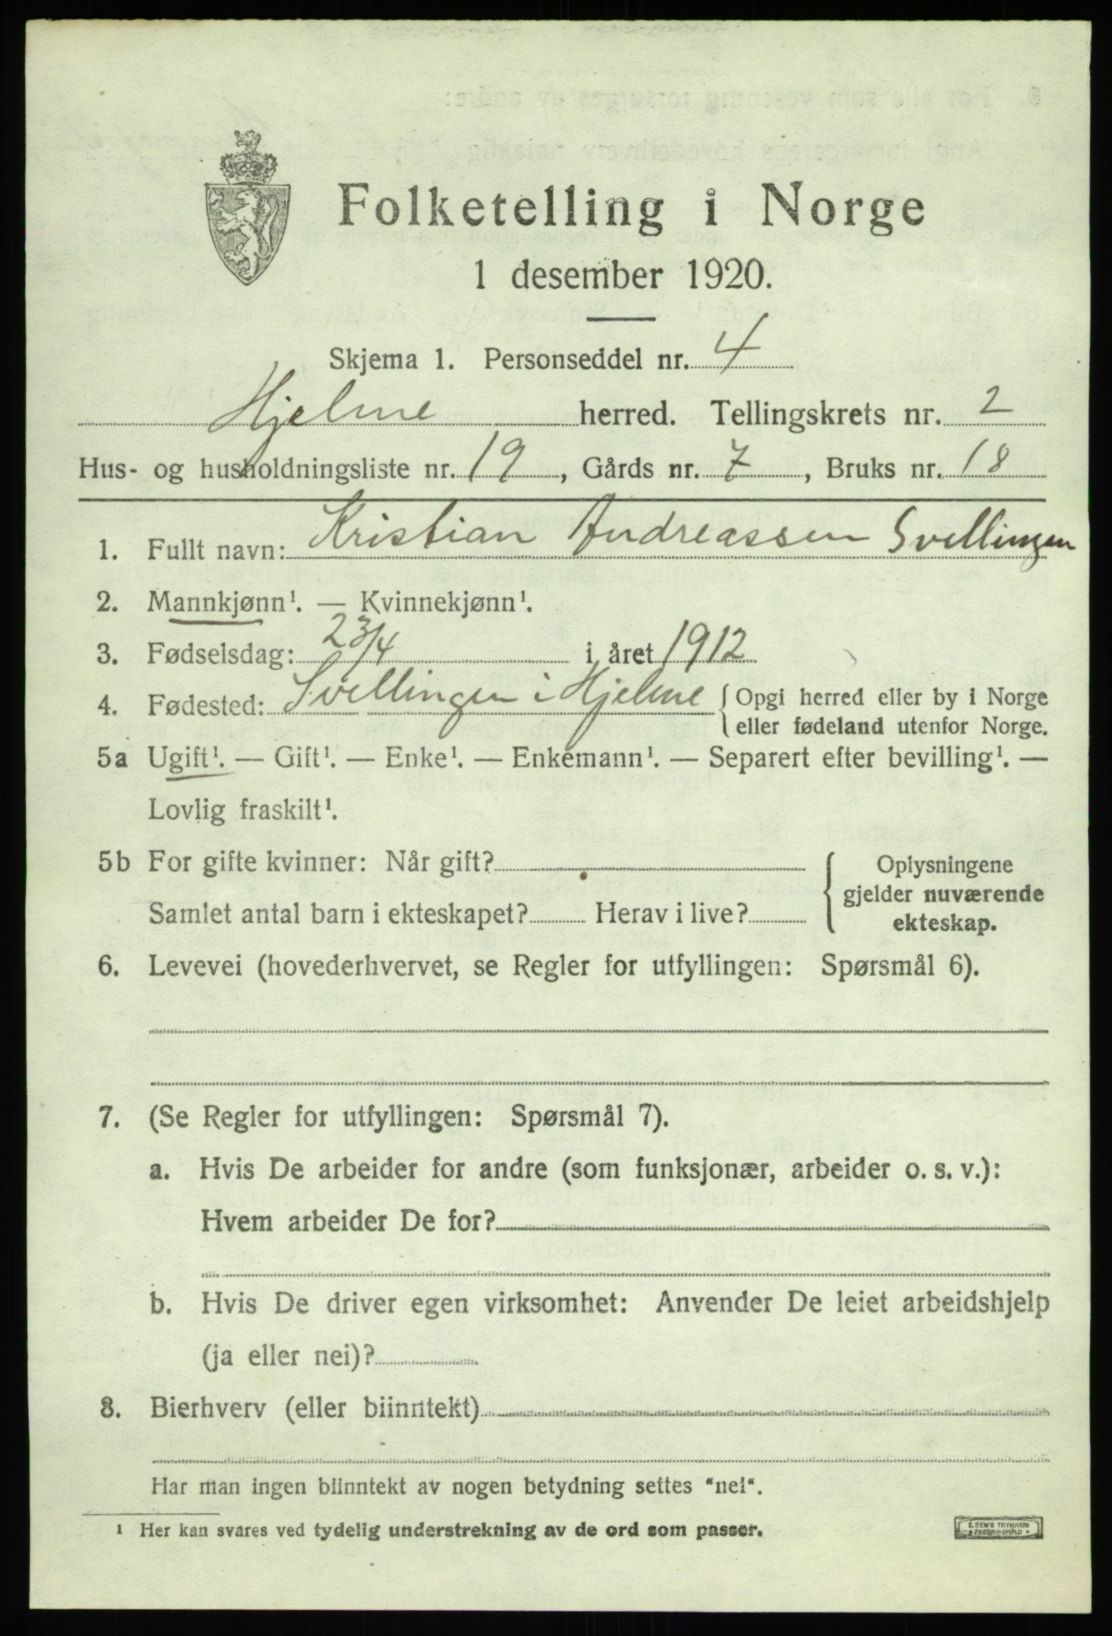 Folketelling i Norge
1 desember 1920.
Skjema 1. Personseddel nr. 4
Hjelme herred. Tellingskrets nr. 2
Hus- og husholdningsliste nr. 19, Gårds nr. 7, Bruks nr. 18
1. Fullt navn: Kristian Andreassen Svellingen
2. Mannkjønn¹. — Kvinnekjønn¹.
3. Fødselsdag: 23/4 i året 1912
4. Fødested: Svellingen i Hjelme { Opgi herred eller by i Norge
eller fødeland utenfor Norge.
5a Ugift¹. — Gift¹. — Enke¹. — Enkemann¹. — Separert efter bevilling¹. —
Lovlig fraskilt¹.
5b For gifte kvinner: Når gift?
Samlet antal barn i ekteskapet? Herav i live?
{ Oplysningene
gjelder nuværende
ekteskap.
6. Levevei (hovederhvervet, se Regler for utfyllingen: Spørsmål 6).
7. (Se Regler for utfyllingen: Spørsmål 7).
a. Hvis De arbeider for andre (som funksjonær, arbeider o. s. v.):
Hvem arbeider De for?
b. Hvis De driver egen virksomhet: Anvender De leiet arbeidshjelp
(ja eller nei)?
8. Bierhverv (eller biinntekt)
Har man ingen biinntekt av nogen betydning settes "nei".
¹ Her kan svares ved tydelig understrekning av de ord som passer.